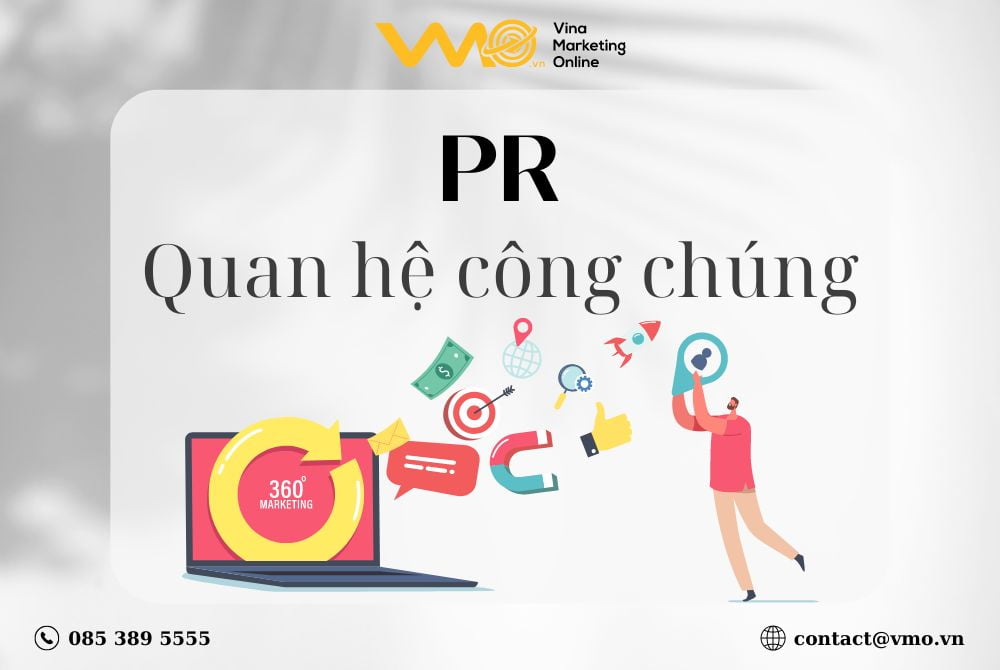 VMO.vn
Vina
Marketing
Online
PR
Quan hệ công chúng
360°
MARKETING
085 389 5555
contact@vmo.vn